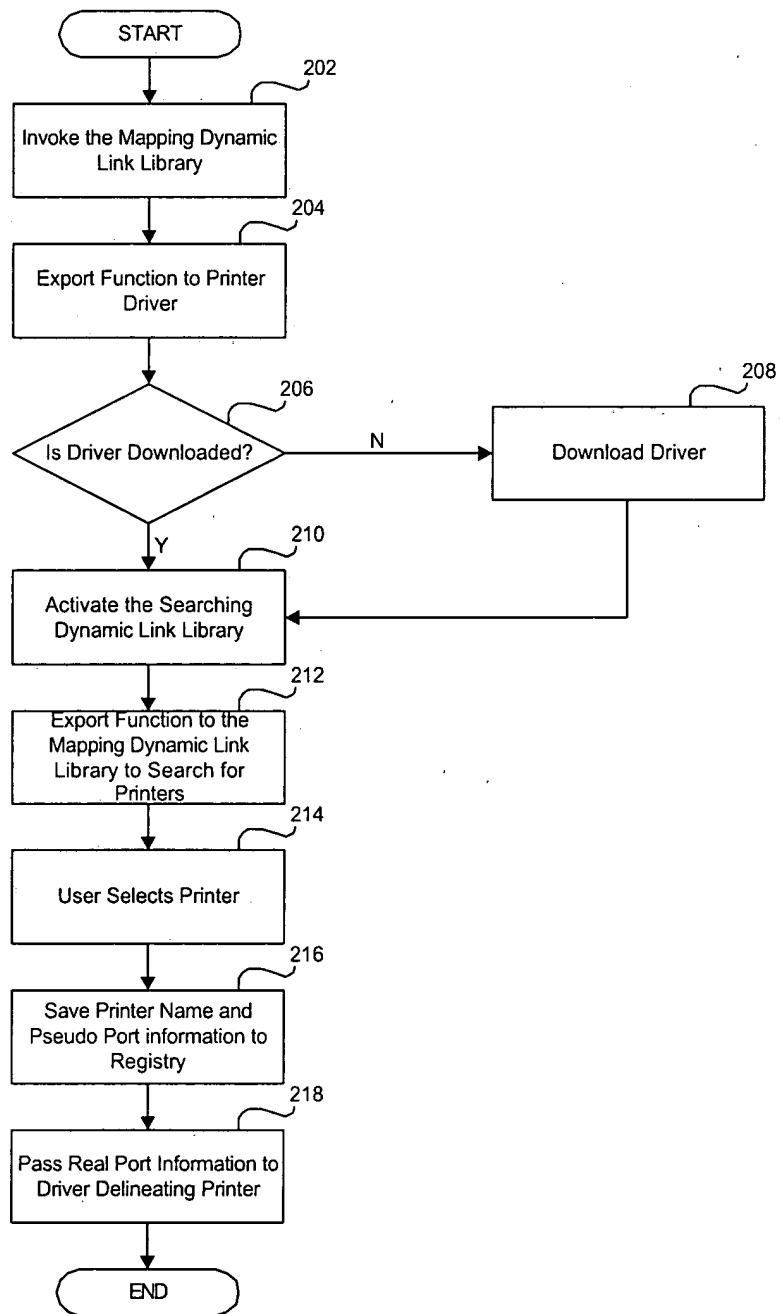 START
202
Invoke the Mapping Dynamic
Link Library
204
Export Function to Printer
Driver
206
Is Driver Downloaded?
N
208
Download Driver
Y
210
Activate the Searching
Dynamic Link Library
212
Export Function to the
Mapping Dynamic Link
Library to Search for
Printers
214
User Selects Printer
216
Save Printer Name and
Pseudo Port information to
Registry
218
Pass Real Port Information to
Driver Delineating Printer
END